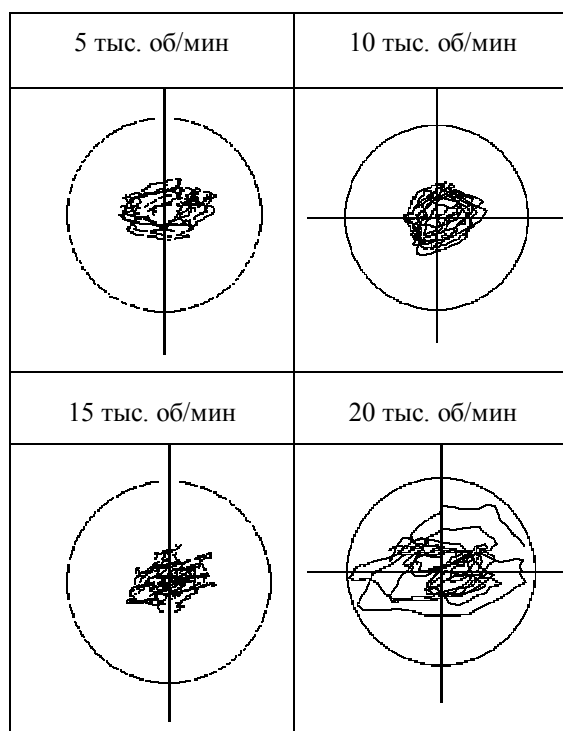 5 тыс. об/мин
10 тыс. об/мин
15 тыс. об/мин
20 тыс. об/мин